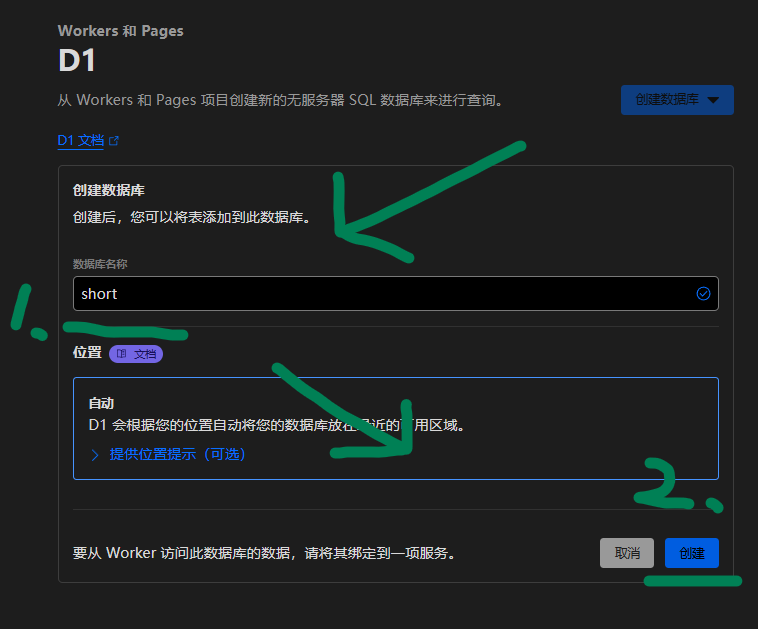 Workers 和 Pages
D1
从 Workers 和 Pages 项目创建新的无服务器 SQL 数据库来进行查询。
创建数据库
D1 文档
创建数据库
创建后，您可以将表添加到此数据库。
数据库名称
short
1.
位置 文档
自动
D1 会根据您的位置自动将您的数据库放在最近的可用区域。
提供位置提示（可选）
2.
要从 Worker 访问此数据库的数据，请将其绑定到一项服务。
取消 创建